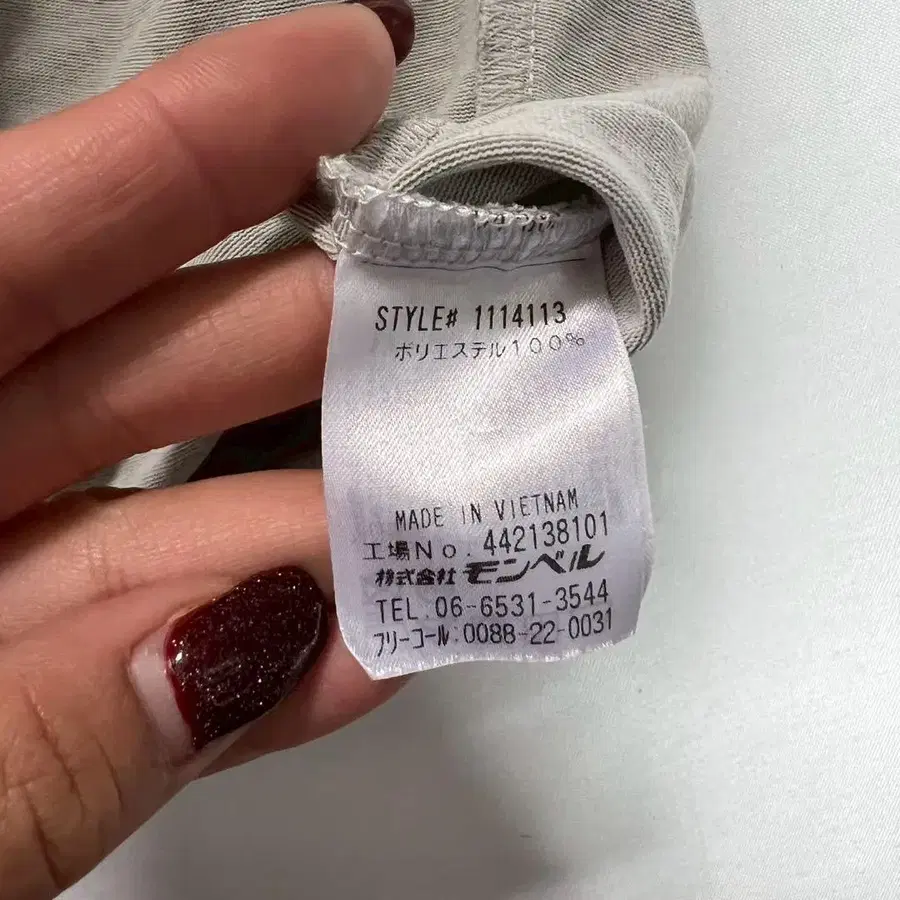 STYLE# 1114113
ポリエステル100%
MADE IN VIETNAM
工場No. 442138101
株式会社 モンベル
TEL.06-6531-3544
フリーコール:0088-22-0031